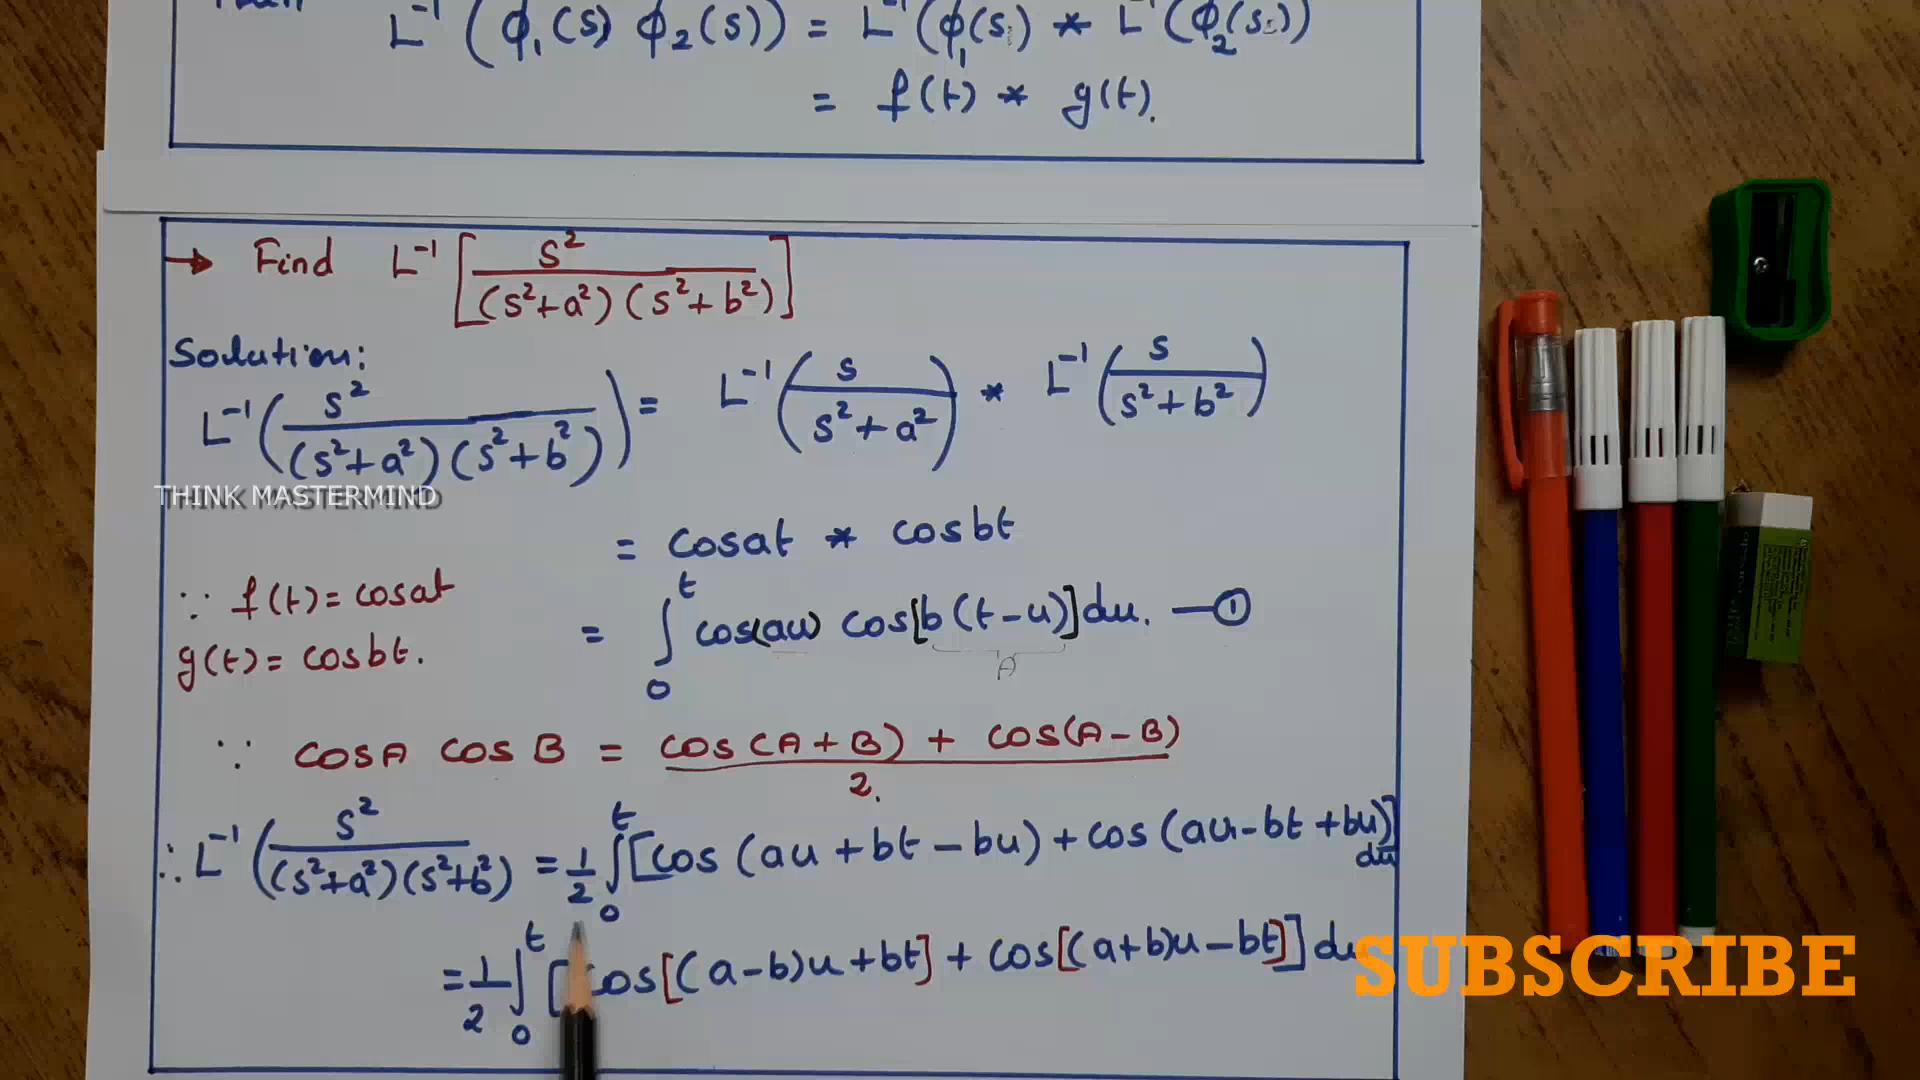 L⁻¹ (ϕ₁(s) ϕ₂(s)) = L⁻¹(ϕ₁(s)) * L⁻¹(ϕ₂(s))
= f(t) * g(t).
→ Find L⁻¹ [s² / (s²+a²)(s²+b²)]
Solution:
L⁻¹ (s² / (s²+a²)(s²+b²)) = L⁻¹ (s / s²+a²) * L⁻¹ (s / s²+b²)
THINK MASTERMIND
= cosat * cosbt
∵ f(t) = cosat
= ∫₀ᵗ cos(au) cos[b(t-u)]du. —①
A
g(t) = cosbt.
∵ cosA cosB = cos(A+B) + cos(A-B) / 2.
∴ L⁻¹ (s² / (s²+a²)(s²+b²)) = 1/2 ∫₀ᵗ [cos (au + bt - bu) + cos (au - bt + bu)] du
= 1/2 ∫₀ᵗ [cos[(a-b)u + bt] + cos[(a+b)u - bt]] du
SUBSCRIBE